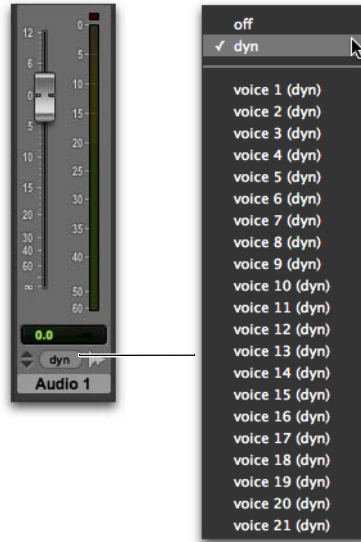 12
6
0
5
10
15
20
30
40
60
∞
0
5
10
15
20
25
30
35
40
50
60
0.0
dyn
Audio 1
off
✓ dyn
voice 1 (dyn)
voice 2 (dyn)
voice 3 (dyn)
voice 4 (dyn)
voice 5 (dyn)
voice 6 (dyn)
voice 7 (dyn)
voice 8 (dyn)
voice 9 (dyn)
voice 10 (dyn)
voice 11 (dyn)
voice 12 (dyn)
voice 13 (dyn)
voice 14 (dyn)
voice 15 (dyn)
voice 16 (dyn)
voice 17 (dyn)
voice 18 (dyn)
voice 19 (dyn)
voice 20 (dyn)
voice 21 (dyn)